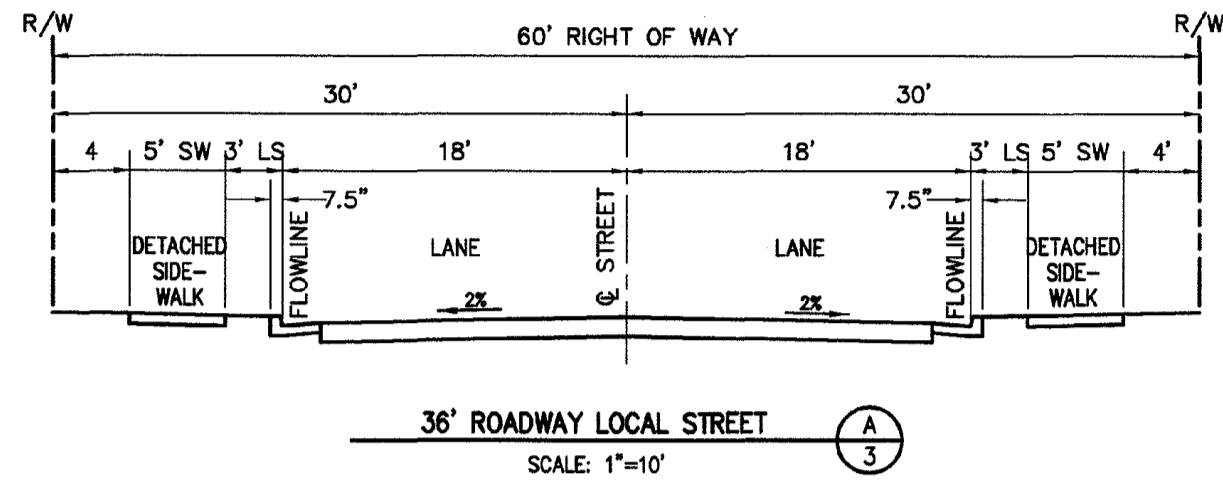 R/W
R/W
60' RIGHT OF WAY
30'
30'
4
5' SW
3' LS
18'
18'
3' LS
5' SW
4'
7.5"
7.5"
DETACHED
SIDE-
WALK
FLOWLINE
LANE
℄ STREET
LANE
FLOWLINE
DETACHED
SIDE-
WALK
2%
2%
36' ROADWAY LOCAL STREET
A
3
SCALE: 1"=10'